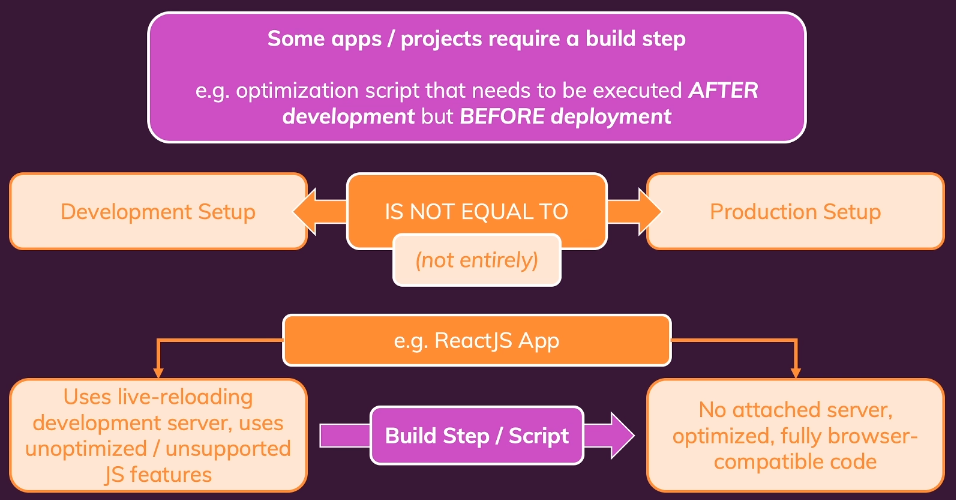 Some apps / projects require a build step
e.g. optimization script that needs to be executed AFTER
development but BEFORE deployment
Development Setup
IS NOT EQUAL TO
(not entirely)
Production Setup
e.g. ReactJS App
Uses live-reloading
development server, uses
unoptimized / unsupported
JS features
Build Step / Script
No attached server,
optimized, fully browser-
compatible code